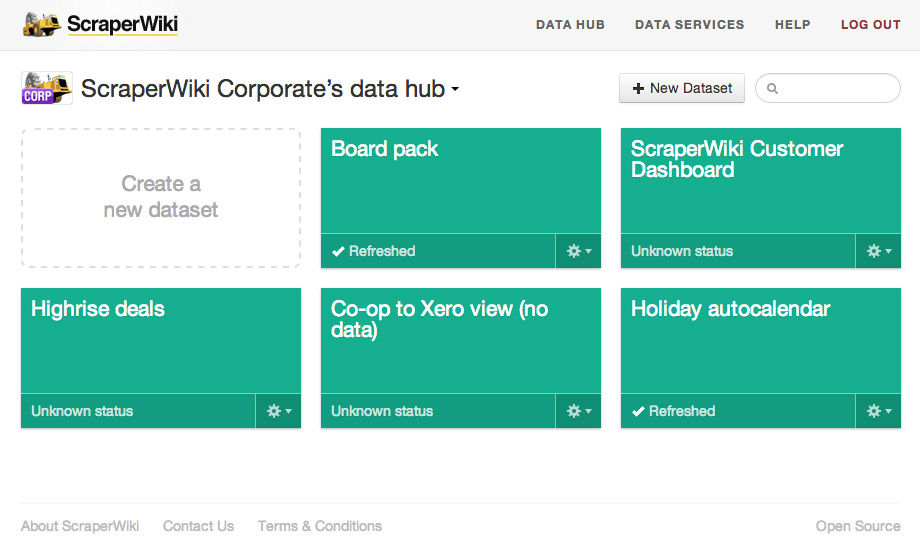 ScraperWiki
DATA HUB
DATA SERVICES
HELP
LOG OUT
CORP
ScraperWiki Corporate’s data hub
New Dataset
Create a
new dataset
Board pack
Refreshed
ScraperWiki Customer
Dashboard
Unknown status
Highrise deals
Unknown status
Co-op to Xero view (no
data)
Unknown status
Holiday autocalendar
Refreshed
About ScraperWiki
Contact Us
Terms & Conditions
Open Source